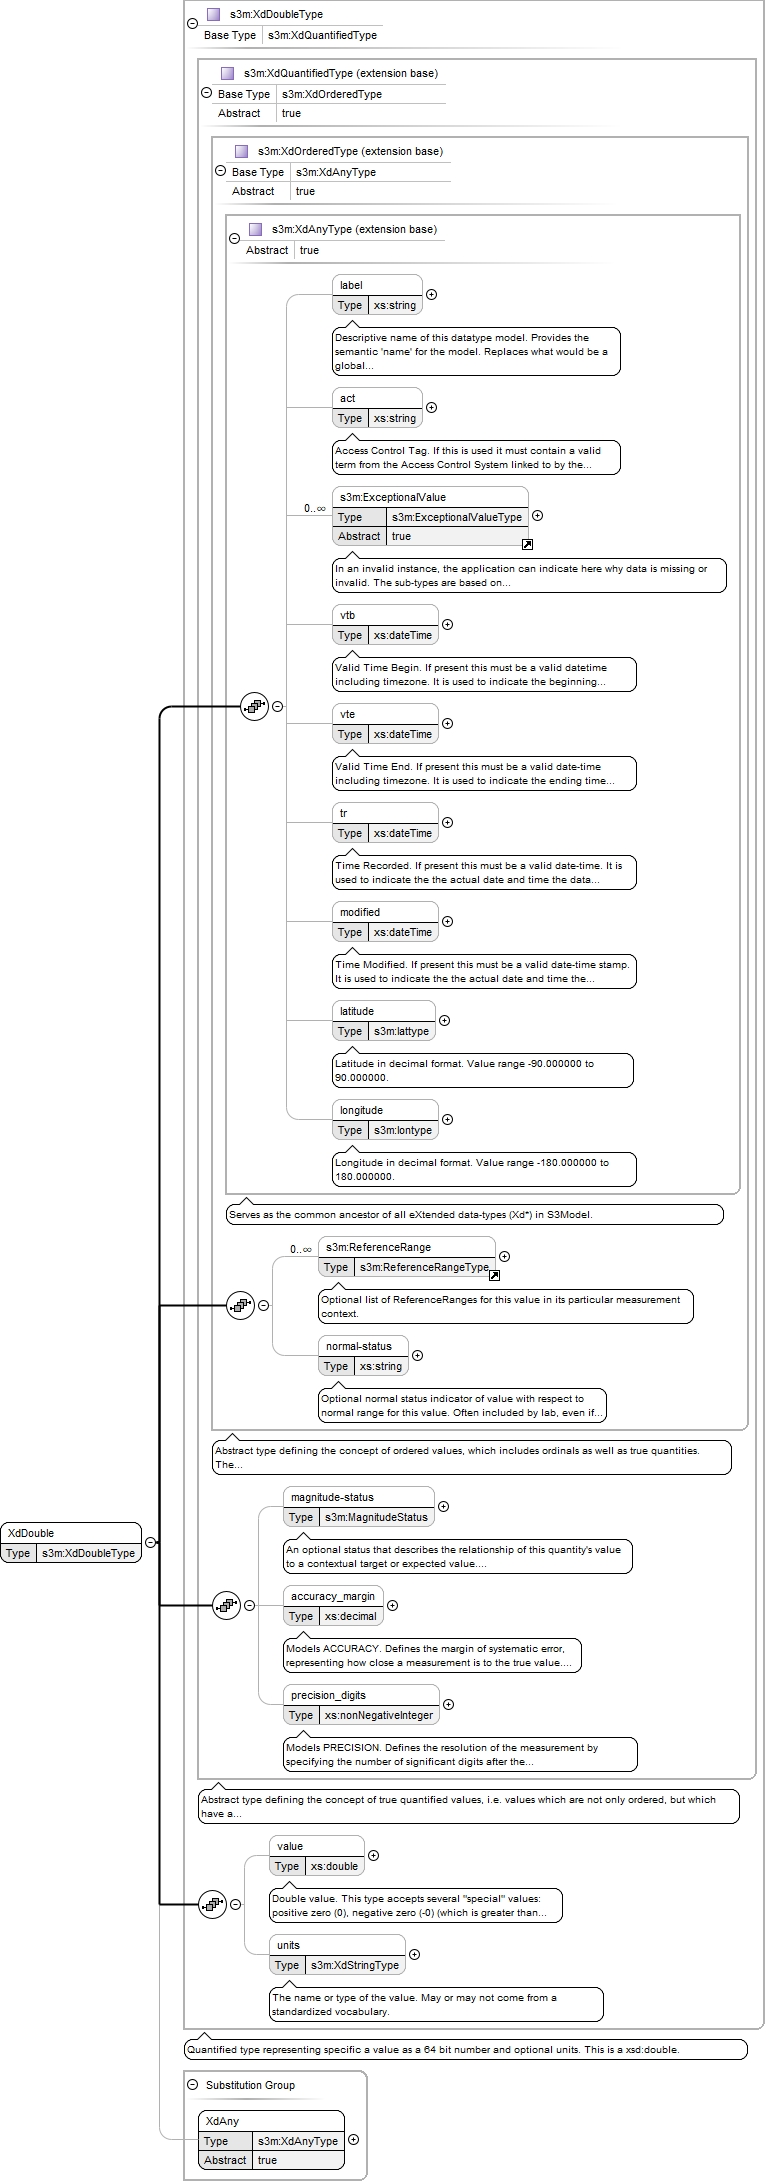 s3m:XdDoubleType
Base Type s3m:XdQuantifiedType
s3m:XdQuantifiedType (extension base)
Base Type s3m:XdOrderedType
Abstract true
s3m:XdOrderedType (extension base)
Base Type s3m:XdAnyType
Abstract true
s3m:XdAnyType (extension base)
Abstract true
label
Type xs:string
Descriptive name of this datatype model. Provides the
semantic 'name' for the model. Replaces what would be a
global...
act
Type xs:string
Access Control Tag. If this is used it must contain a valid
term from the Access Control System linked to by the...
0..∞
s3m:ExceptionalValue
Type s3m:ExceptionalValueType
Abstract true
In an invalid instance, the application can indicate here why data is missing or
invalid. The sub-types are based on...
vtb
Type xs:dateTime
Valid Time Begin. If present this must be a valid datetime
including timezone. It is used to indicate the beginning...
vte
Type xs:dateTime
Valid Time End. If present this must be a valid date-time
including timezone. It is used to indicate the ending time...
tr
Type xs:dateTime
Time Recorded. If present this must be a valid date-time. It is
used to indicate the the actual date and time the data...
modified
Type xs:dateTime
Time Modified. If present this must be a valid date-time stamp.
It is used to indicate the the actual date and time the...
latitude
Type s3m:lattype
Latitude in decimal format. Value range -90.000000 to
90.000000.
longitude
Type s3m:lontype
Longitude in decimal format. Value range -180.000000 to
180.000000.
Serves as the common ancestor of all eXtended data-types (Xd*) in S3Model.
0..∞
s3m:ReferenceRange
Type s3m:ReferenceRangeType
Optional list of ReferenceRanges for this value in its particular measurement
context.
normal-status
Type xs:string
Optional normal status indicator of value with respect to
normal range for this value. Often included by lab, even if...
Abstract type defining the concept of ordered values, which includes ordinals as well as true quantities.
The...
magnitude-status
Type s3m:MagnitudeStatus
An optional status that describes the relationship of this quantity's value
to a contextual target or expected value....
XdDouble
Type s3m:XdDoubleType
accuracy_margin
Type xs:decimal
Models ACCURACY. Defines the margin of systematic error,
representing how close a measurement is to the true value....
precision_digits
Type xs:nonNegativeInteger
Models PRECISION. Defines the resolution of the measurement by
specifying the number of significant digits after the...
Abstract type defining the concept of true quantified values, i.e. values which are not only ordered, but which
have a...
value
Type xs:double
Double value. This type accepts several "special" values:
positive zero (0), negative zero (-0) (which is greater than...
units
Type s3m:XdStringType
The name or type of the value. May or may not come from a
standardized vocabulary.
Quantified type representing specific a value as a 64 bit number and optional units. This is a xsd:double.
Substitution Group
XdAny
Type s3m:XdAnyType
Abstract true